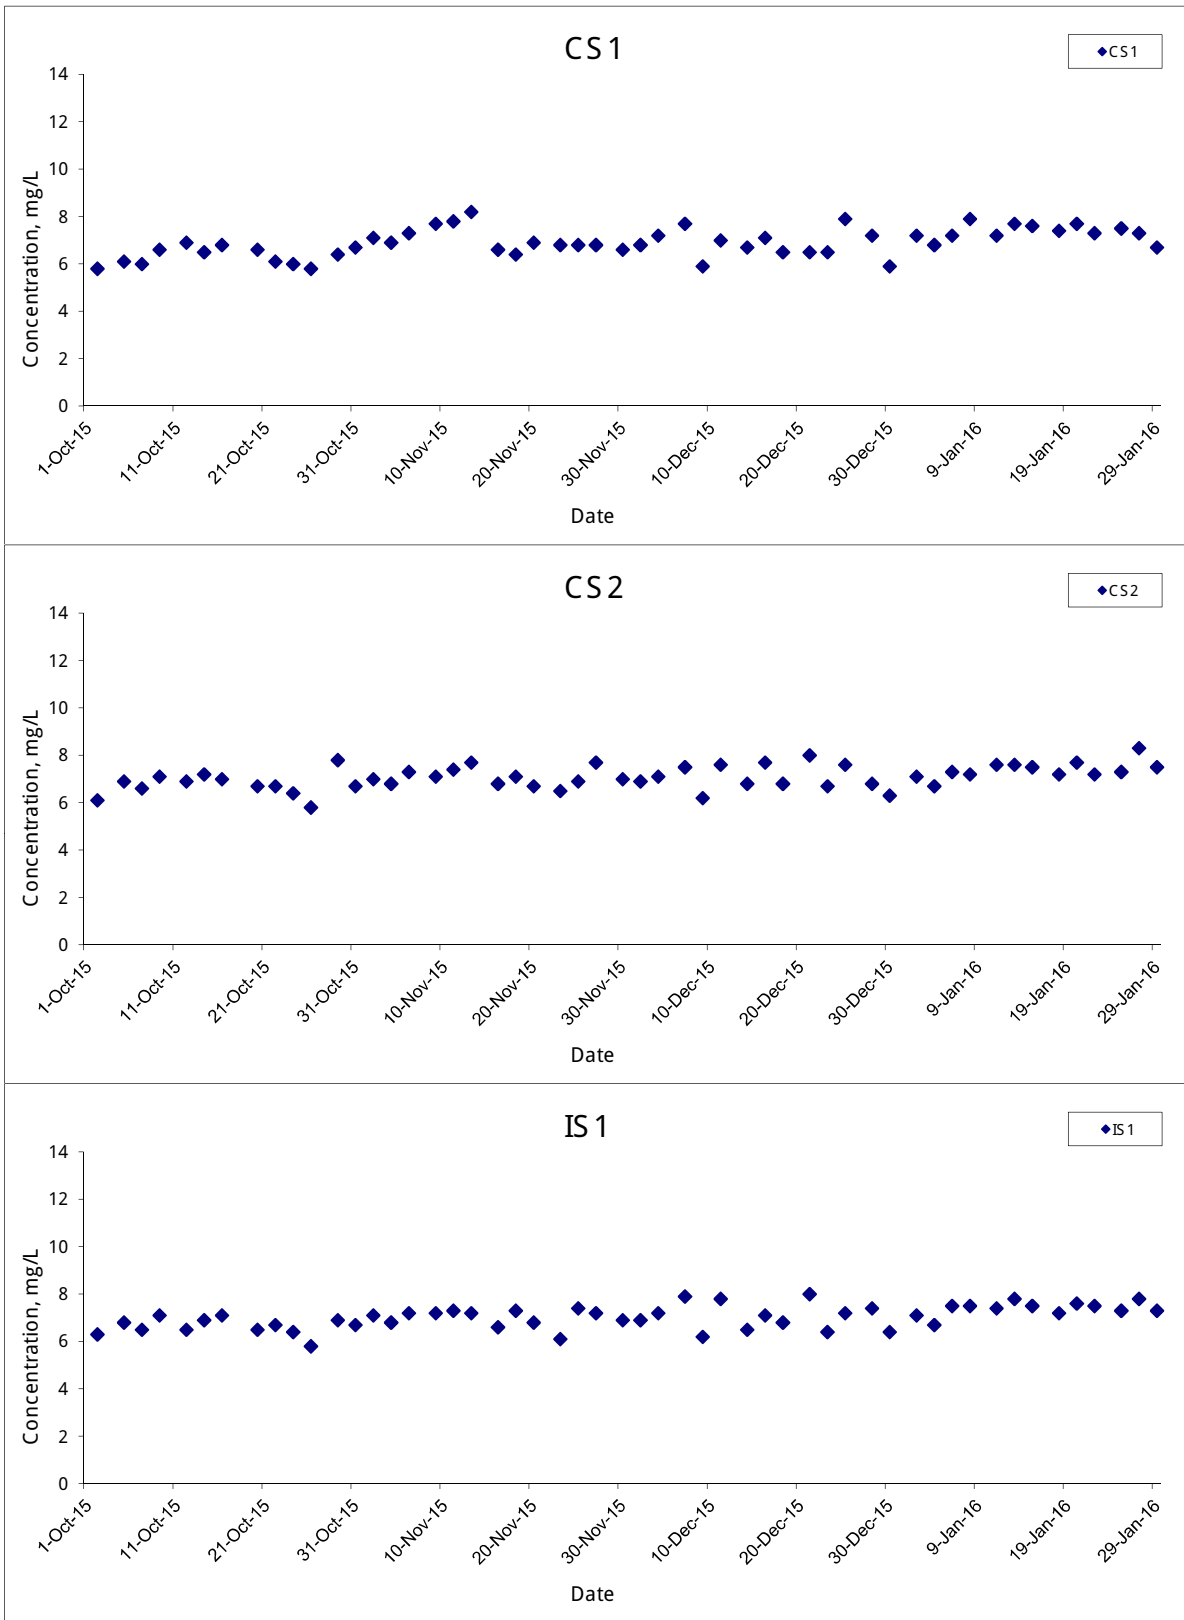 CS1
CS1
14
12
10
8
6
4
2
0
Concentration, mg/L
1-Oct-15
11-Oct-15
21-Oct-15
31-Oct-15
10-Nov-15
20-Nov-15
30-Nov-15
10-Dec-15
20-Dec-15
30-Dec-15
9-Jan-16
19-Jan-16
29-Jan-16
Date
CS2
CS2
14
12
10
8
6
4
2
0
Concentration, mg/L
1-Oct-15
11-Oct-15
21-Oct-15
31-Oct-15
10-Nov-15
20-Nov-15
30-Nov-15
10-Dec-15
20-Dec-15
30-Dec-15
9-Jan-16
19-Jan-16
29-Jan-16
Date
IS1
IS1
14
12
10
8
6
4
2
0
Concentration, mg/L
1-Oct-15
11-Oct-15
21-Oct-15
31-Oct-15
10-Nov-15
20-Nov-15
30-Nov-15
10-Dec-15
20-Dec-15
30-Dec-15
9-Jan-16
19-Jan-16
29-Jan-16
Date